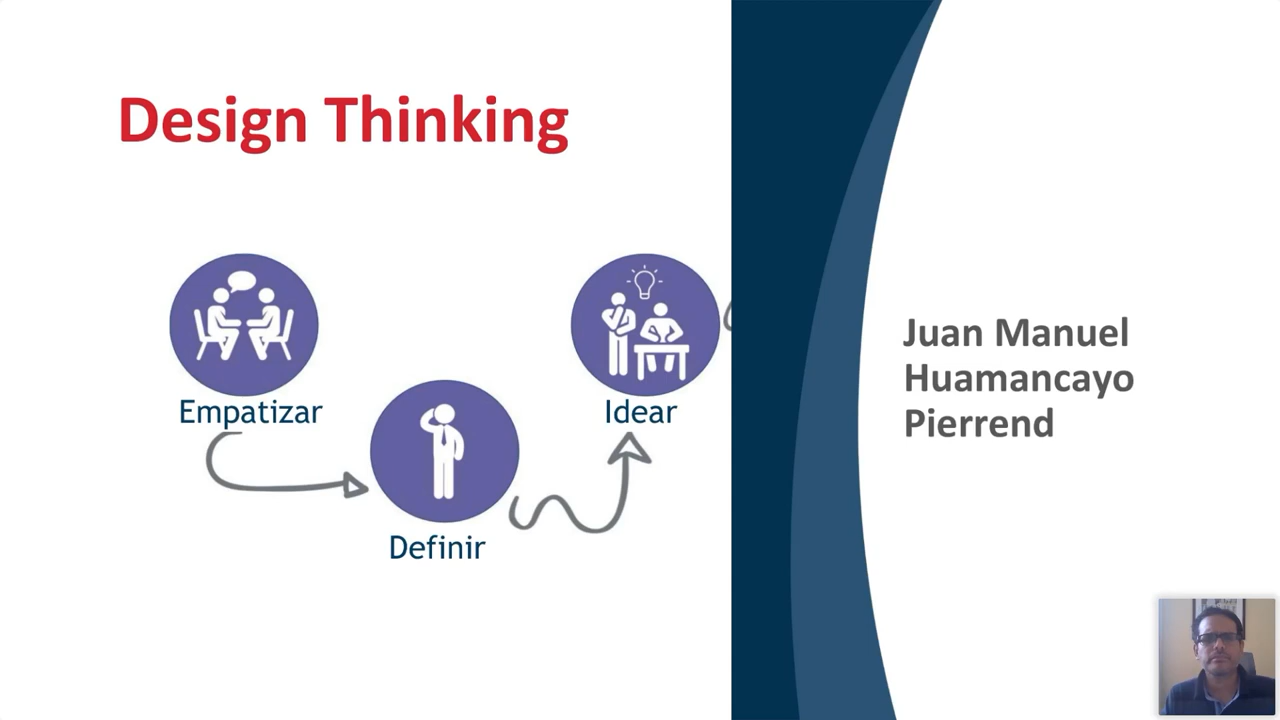 Design Thinking
Empatizar
Definir
Idear
Juan Manuel
Huamancayo
Pierrend